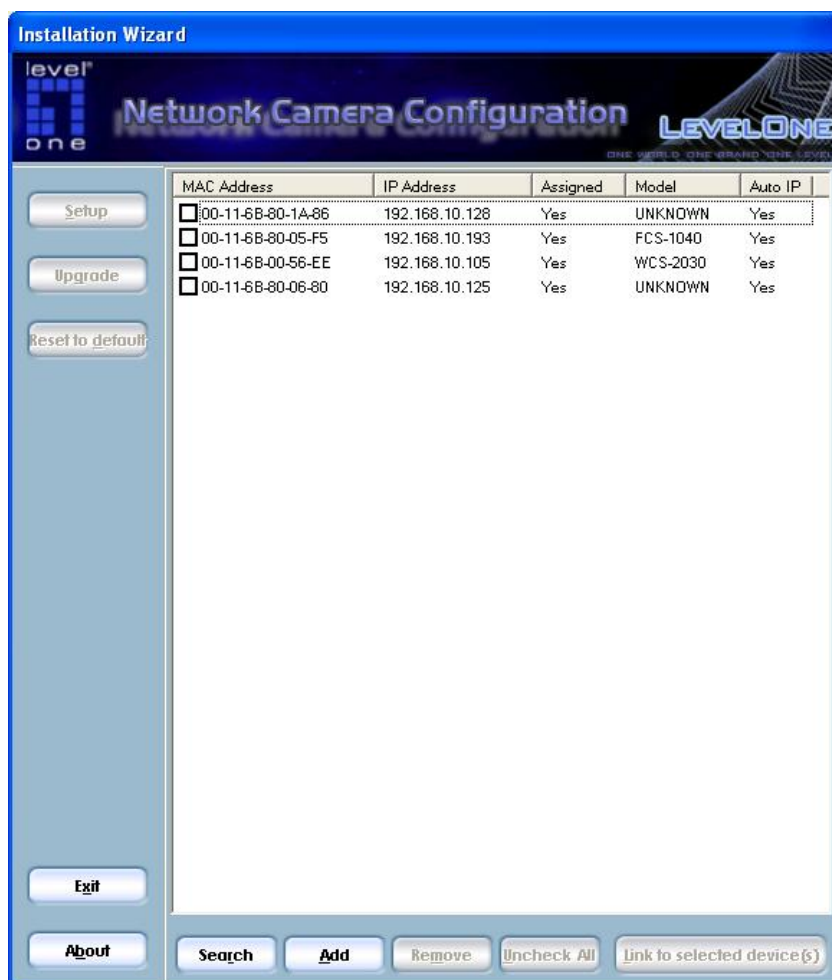 Installation Wizard
level one
Network Camera Configuration
LEVELONE
ONE WORLD ONE BRAND ONE LEVEL
MAC Address IP Address Assigned Model Auto IP
00-11-6B-80-1A-86 192.168.10.128 Yes UNKNOWN Yes
00-11-6B-80-05-F5 192.168.10.193 Yes FCS-1040 Yes
00-11-6B-00-56-EE 192.168.10.105 Yes WCS-2030 Yes
00-11-6B-80-06-80 192.168.10.125 Yes UNKNOWN Yes
Setup
Upgrade
Reset to default
Exit
About
Search Add Remove Uncheck All Link to selected device(s)